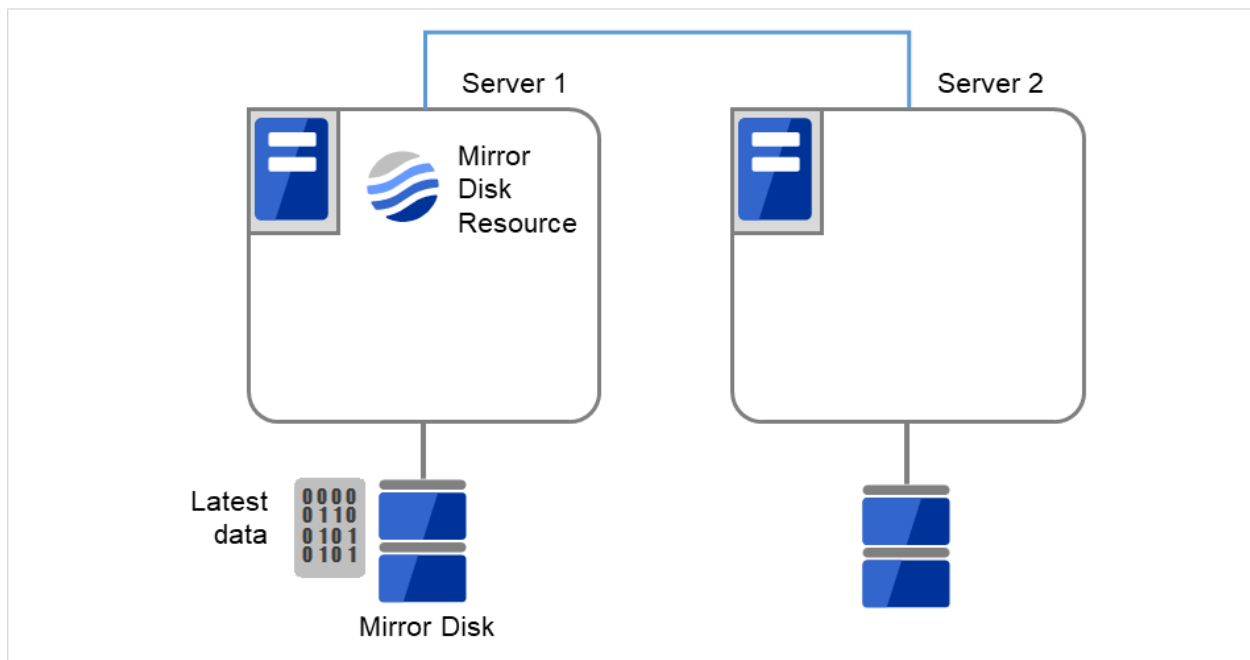 Server 1
Server 2
Mirror
Disk
Resource
Latest
data
0000
0110
0101
0101
Mirror Disk